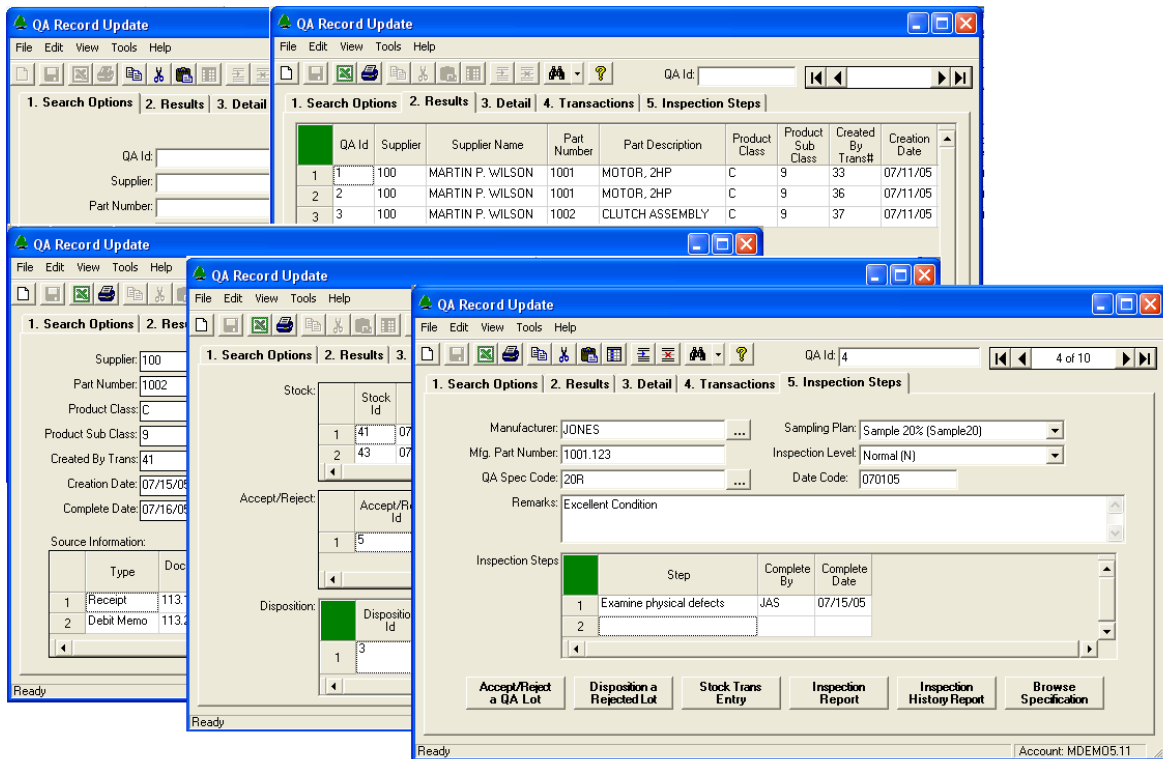 QA Record Update
File Edit View Tools Help
1. Search Options 2. Results 3. Detail
QA Id:
Supplier:
Part Number:
QA Record Update
File Edit View Tools Help
QA Id:
1. Search Options 2. Results 3. Detail 4. Transactions 5. Inspection Steps
QA Id Supplier Supplier Name Part Number Part Description Product Class Product Sub Class Created By Trans# Creation Date
1 1 100 MARTIN P. WILSON 1001 MOTOR, 2HP C 9 33 07/11/05
2 2 100 MARTIN P. WILSON 1001 MOTOR, 2HP C 9 36 07/11/05
3 3 100 MARTIN P. WILSON 1002 CLUTCH ASSEMBLY C 9 37 07/11/05
QA Record Update
File Edit View Tools Help
1. Search Options 2.
Supplier: 100
Part Number: 1002
Product Class: C
Product Sub Class: 9
Created By Trans: 41
Creation Date: 07/15/05
Complete Date: 07/16/05
Source Information:
Type
1 Receipt 113.
2 Debit Memo 113.2
Ready
QA Record Update
File Edit View Tools Help
1. Search Options 2. Results 3.
Stock:
Stock Id
1 41 07
2 43 07
Accept/Reject:
Id
1 5
Disposition:
Id
1 3
Ready
QA Record Update
File Edit View Tools Help
QA Id: 4 4 of 10
1. Search Options 2. Results 3. Detail 4. Transactions 5. Inspection Steps
Manufacturer: JONES ... Sampling Plan: Sample 20% (Sample20)
Mfg. Part Number: 1001.123 Inspection Level: Normal (N)
QA Spec Code: 20R ... Date Code: 070105
Remarks: Excellent Condition
Inspection Steps
Step Complete By Complete Date
1 Examine physical defects JAS 07/15/05
2
Accept/Reject a QA Lot Disposition a Rejected Lot Stock Trans Entry Inspection Report Inspection History Report Browse Specification
Ready Account: MDEMO5.11